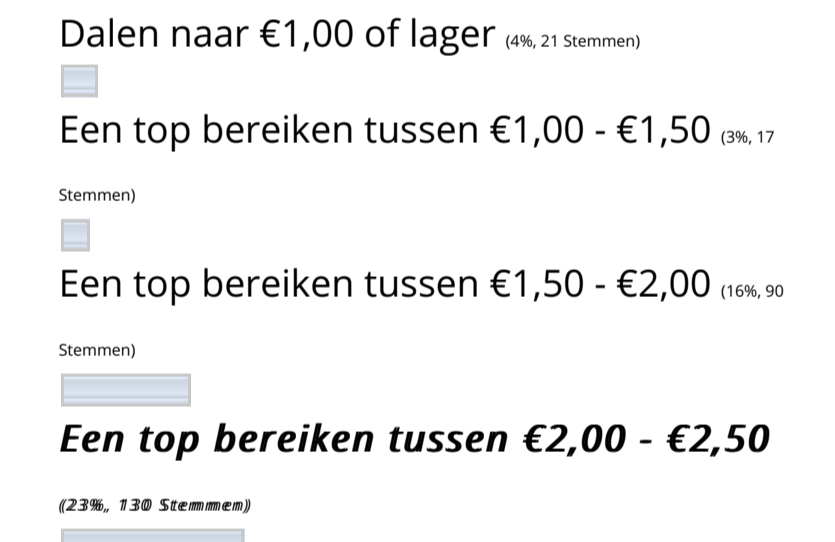 Dalen naar €1,00 of lager (4%, 21 Stemmen)
Een top bereiken tussen €1,00 - €1,50 (3%, 17
Stemmen)
Een top bereiken tussen €1,50 - €2,00 (16%, 90
Stemmen)
Een top bereiken tussen €2,00 - €2,50
(23%, 130 Stemmen)